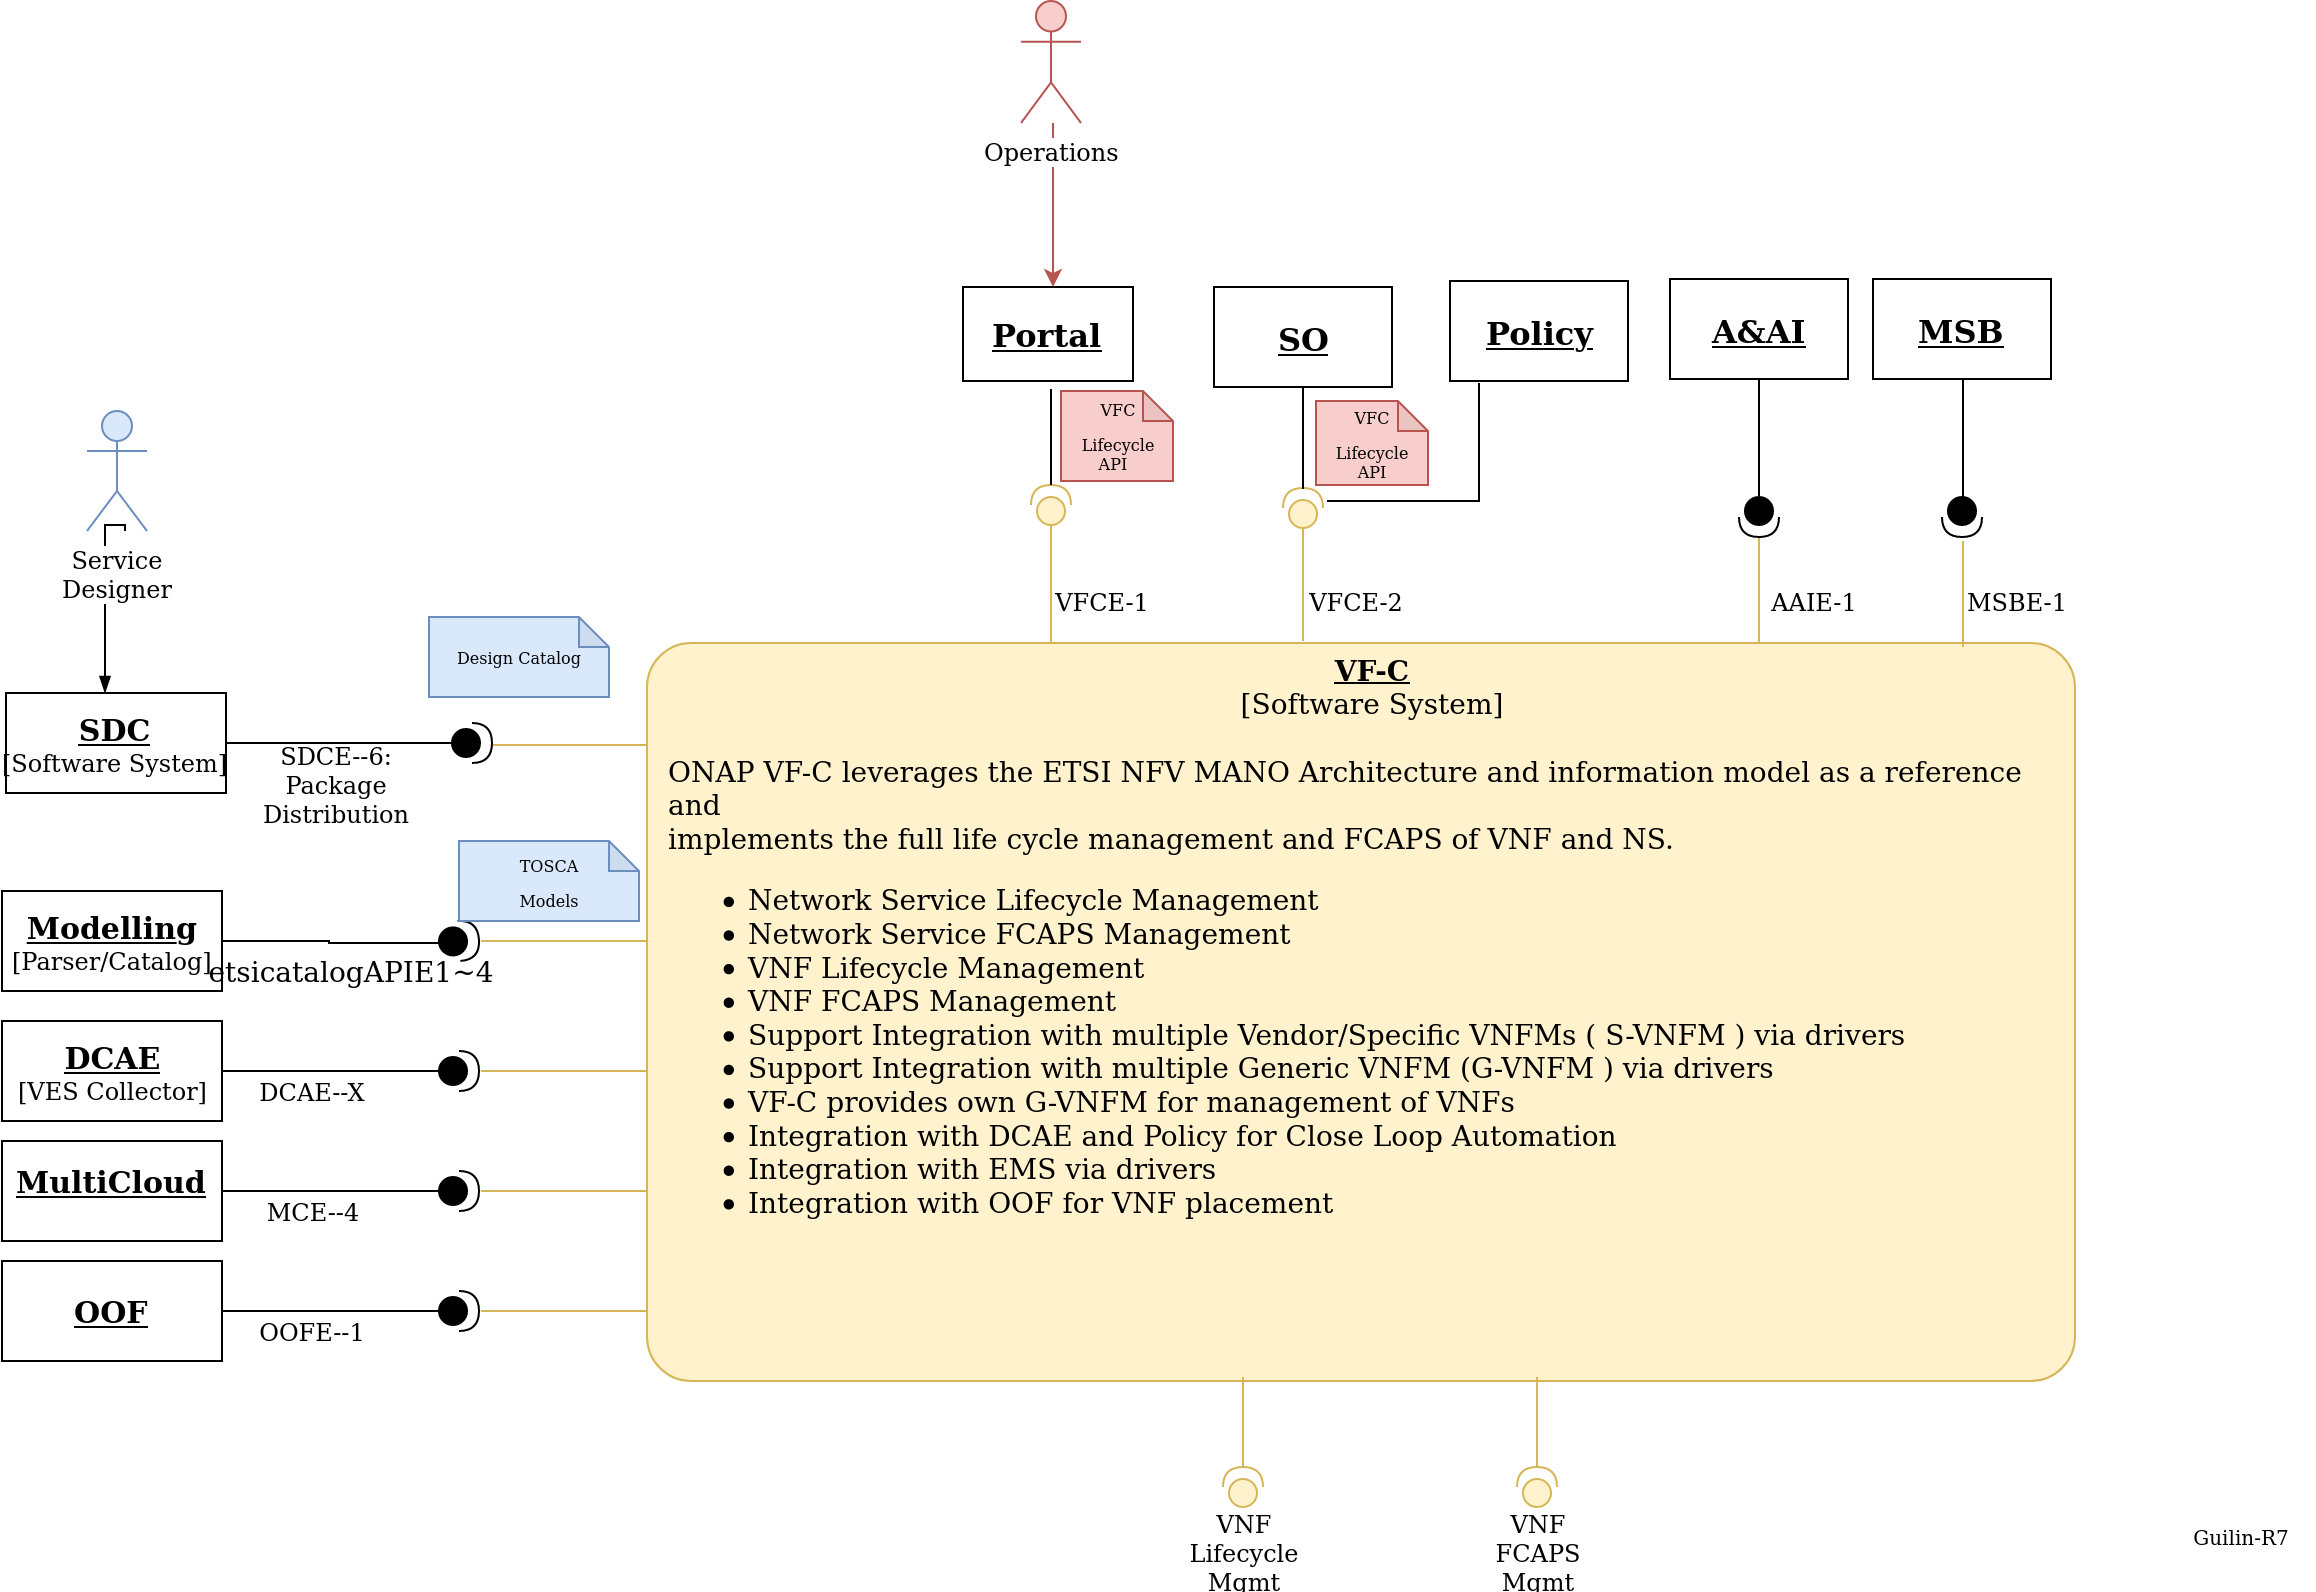 Operations
Portal
SO
Policy
A&AI
MSB
VFC
Lifecycle
API
VFC
Lifecycle
API
Service
Designer
VFCE-1
VFCE-2
AAIE-1
MSBE-1
Design Catalog
SDC
[Software System]
SDCE--6:
Package
Distribution
TOSCA
Models
Modelling
[Parser/Catalog]
etsicatalogAPIE1~4
DCAE
[VES Collector]
DCAE--X
MultiCloud
MCE--4
OOF
OOFE--1
VF-C
[Software System]
ONAP VF-C leverages the ETSI NFV MANO Architecture and information model as a reference
and
implements the full life cycle management and FCAPS of VNF and NS.
• Network Service Lifecycle Management
• Network Service FCAPS Management
• VNF Lifecycle Management
• VNF FCAPS Management
• Support Integration with multiple Vendor/Specific VNFMs ( S-VNFM ) via drivers
• Support Integration with multiple Generic VNFM (G-VNFM ) via drivers
• VF-C provides own G-VNFM for management of VNFs
• Integration with DCAE and Policy for Close Loop Automation
• Integration with EMS via drivers
• Integration with OOF for VNF placement
VNF
Lifecycle
Mgmt
VNF
FCAPS
Mgmt
Guilin-R7